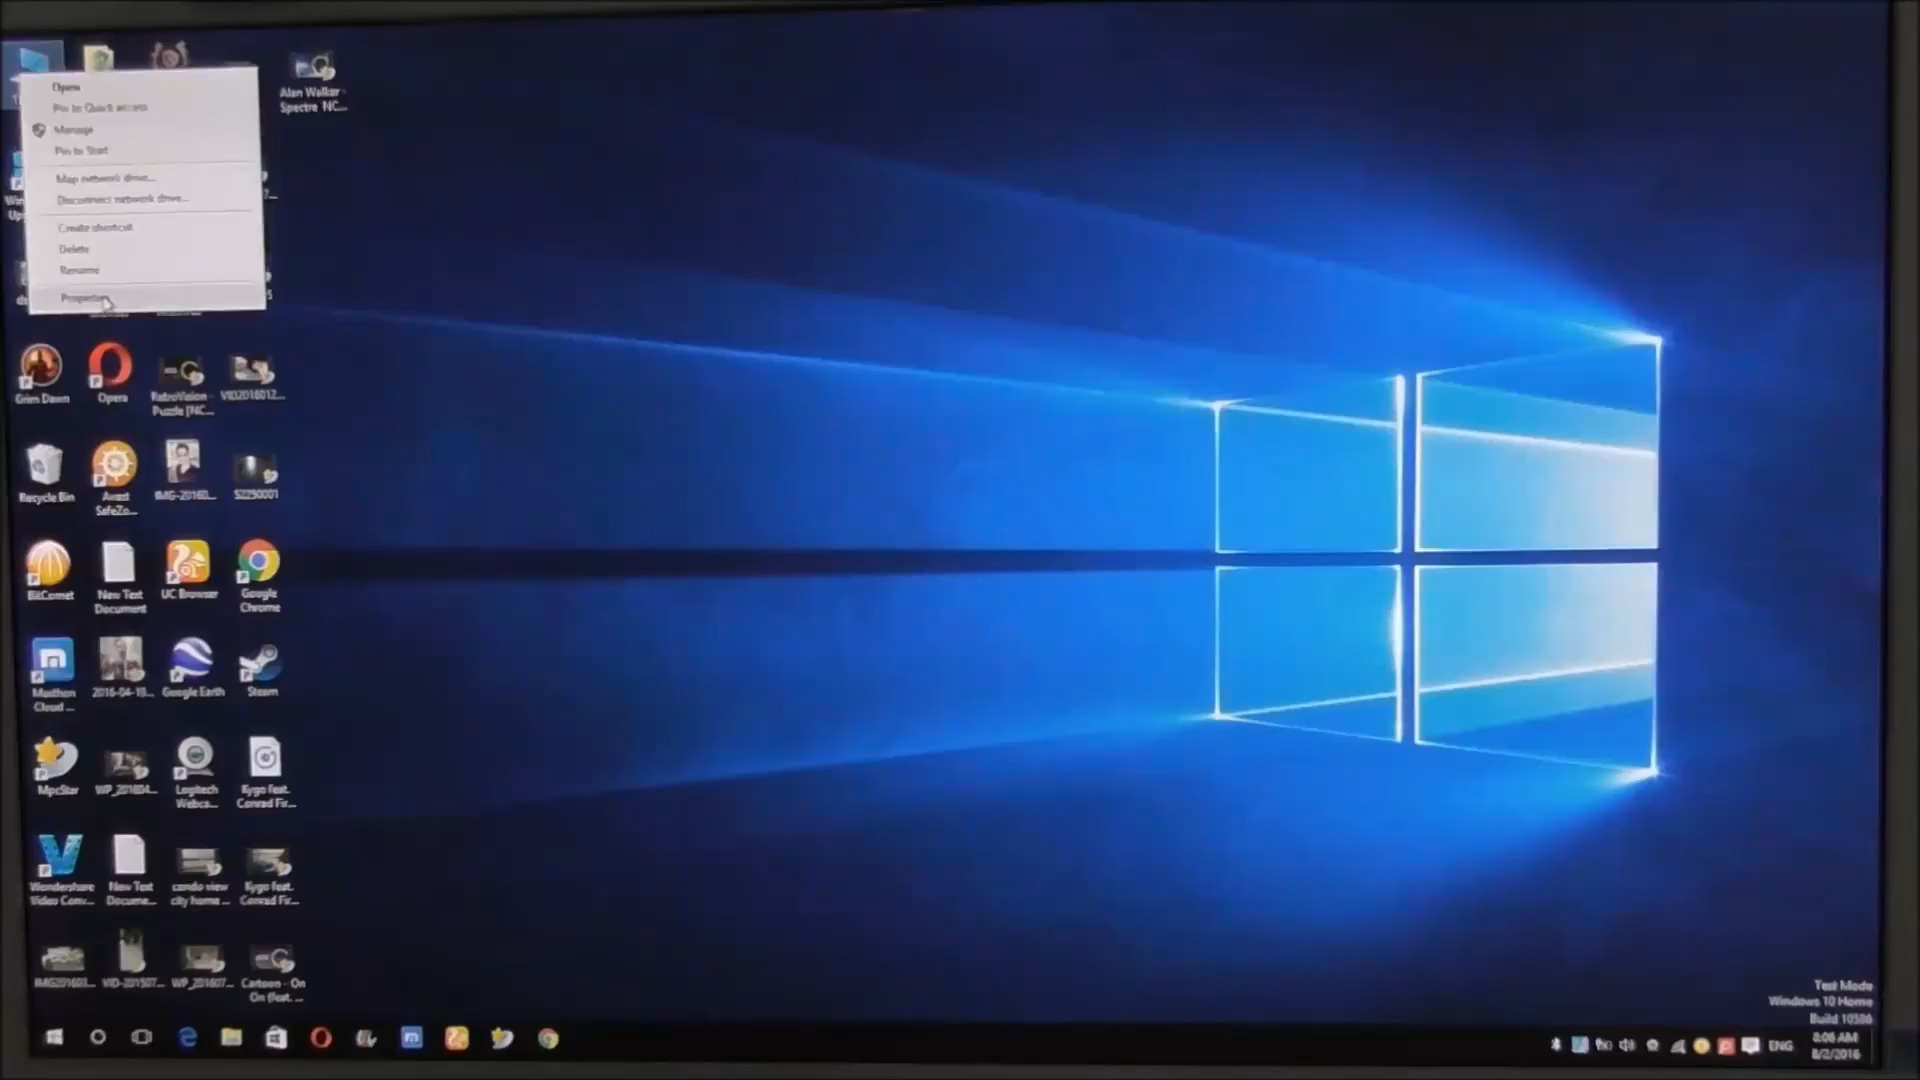 Open
Pin to Quick access
Manage
Pin to Start
Map network drive...
Disconnect network drive...
Create shortcut
Delete
Rename
Properties
Alan Walker -
Spectre NC...
Grim Dawn
Opera
RetroVision -
Puzzle [NC...
VID2016012...
Recycle Bin
Avast
SafeZo...
IMG-20160...
S2250001
BitComet
New Text
Document
UC Browser
Google
Chrome
Maxthon
Cloud ...
2016-04-19...
Google Earth
Steam
MpcStar
WP_201604...
Logitech
Webca...
Kygo feat.
Conrad Fir...
Wondershare
Video Conv...
New Text
Docume...
condo view
city home ...
Kygo feat.
Conrad Fir...
IMG201603...
VID-201507...
WP_201607...
Cartoon - On
On (feat. ...
Test Mode
Windows 10 Home
Build 10586
ENG
8:06 AM
8/2/2016